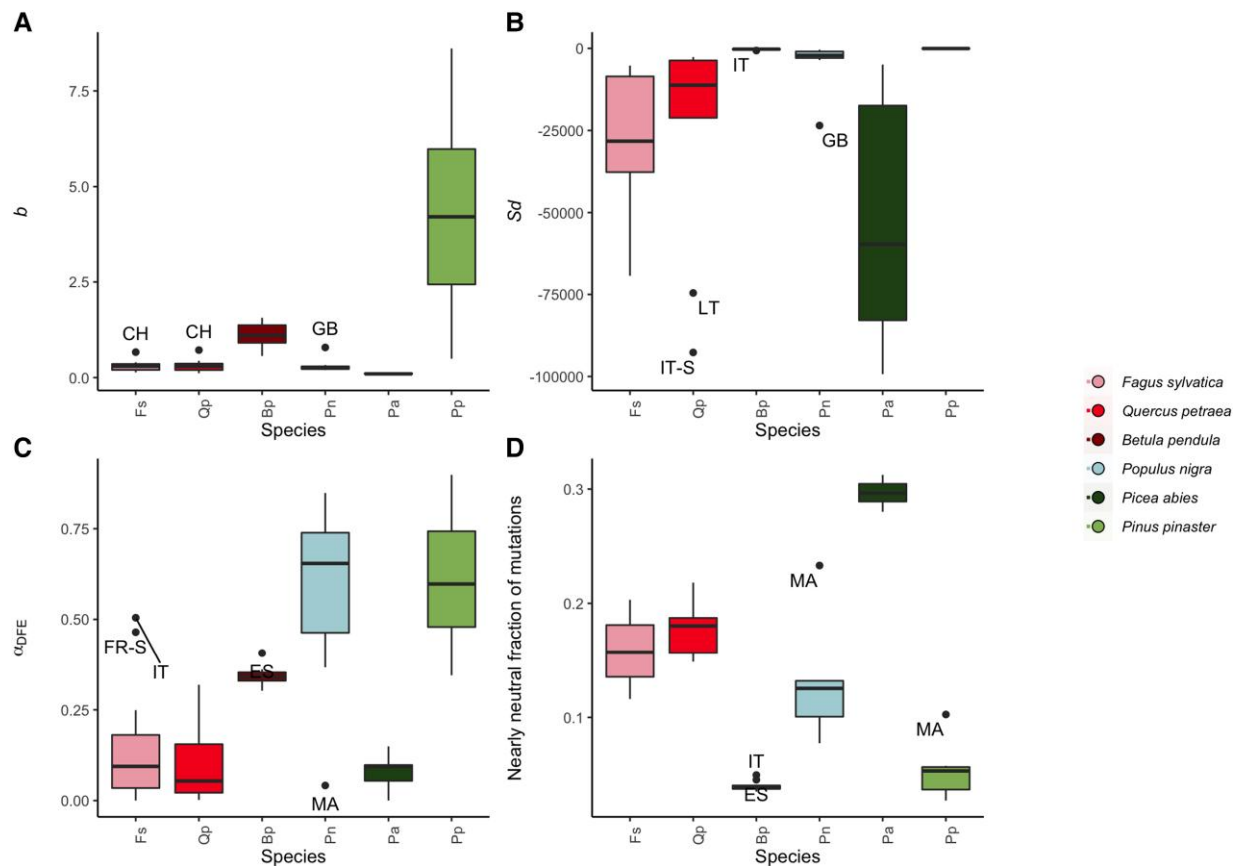 A
b
7.5
5.0
2.5
0.0
CH
CH
GB
Fs
Qp
Bp
Pn
Pa
Pp
Species
B
Sd
0
-25000
-50000
-75000
-100000
IT
GB
LT
IT-S
Fs
Qp
Bp
Pn
Pa
Pp
Species
C
αDFE
0.75
0.50
0.25
0.00
FR-S
IT
ES
MA
Fs
Qp
Bp
Pn
Pa
Pp
Species
D
Nearly neutral fraction of mutations
0.3
0.2
0.1
MA
IT
ES
MA
Fs
Qp
Bp
Pn
Pa
Pp
Species
Fagus sylvatica
Quercus petraea
Betula pendula
Populus nigra
Picea abies
Pinus pinaster